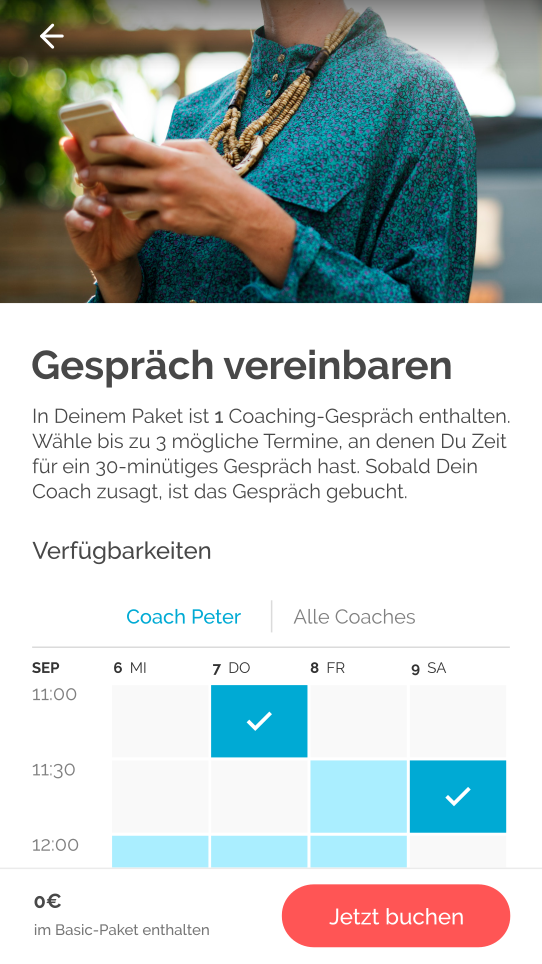 Gespräch vereinbaren
In Deinem Paket ist 1 Coaching-Gespräch enthalten.
Wähle bis zu 3 mögliche Termine, an denen Du Zeit
für ein 30-minütiges Gespräch hast. Sobald Dein
Coach zusagt, ist das Gespräch gebucht.
Verfügbarkeiten
Coach Peter Alle Coaches
SEP 6 MI 7 DO 8 FR 9 SA
11:00
11:30
12:00
0€
im Basic-Paket enthalten
Jetzt buchen